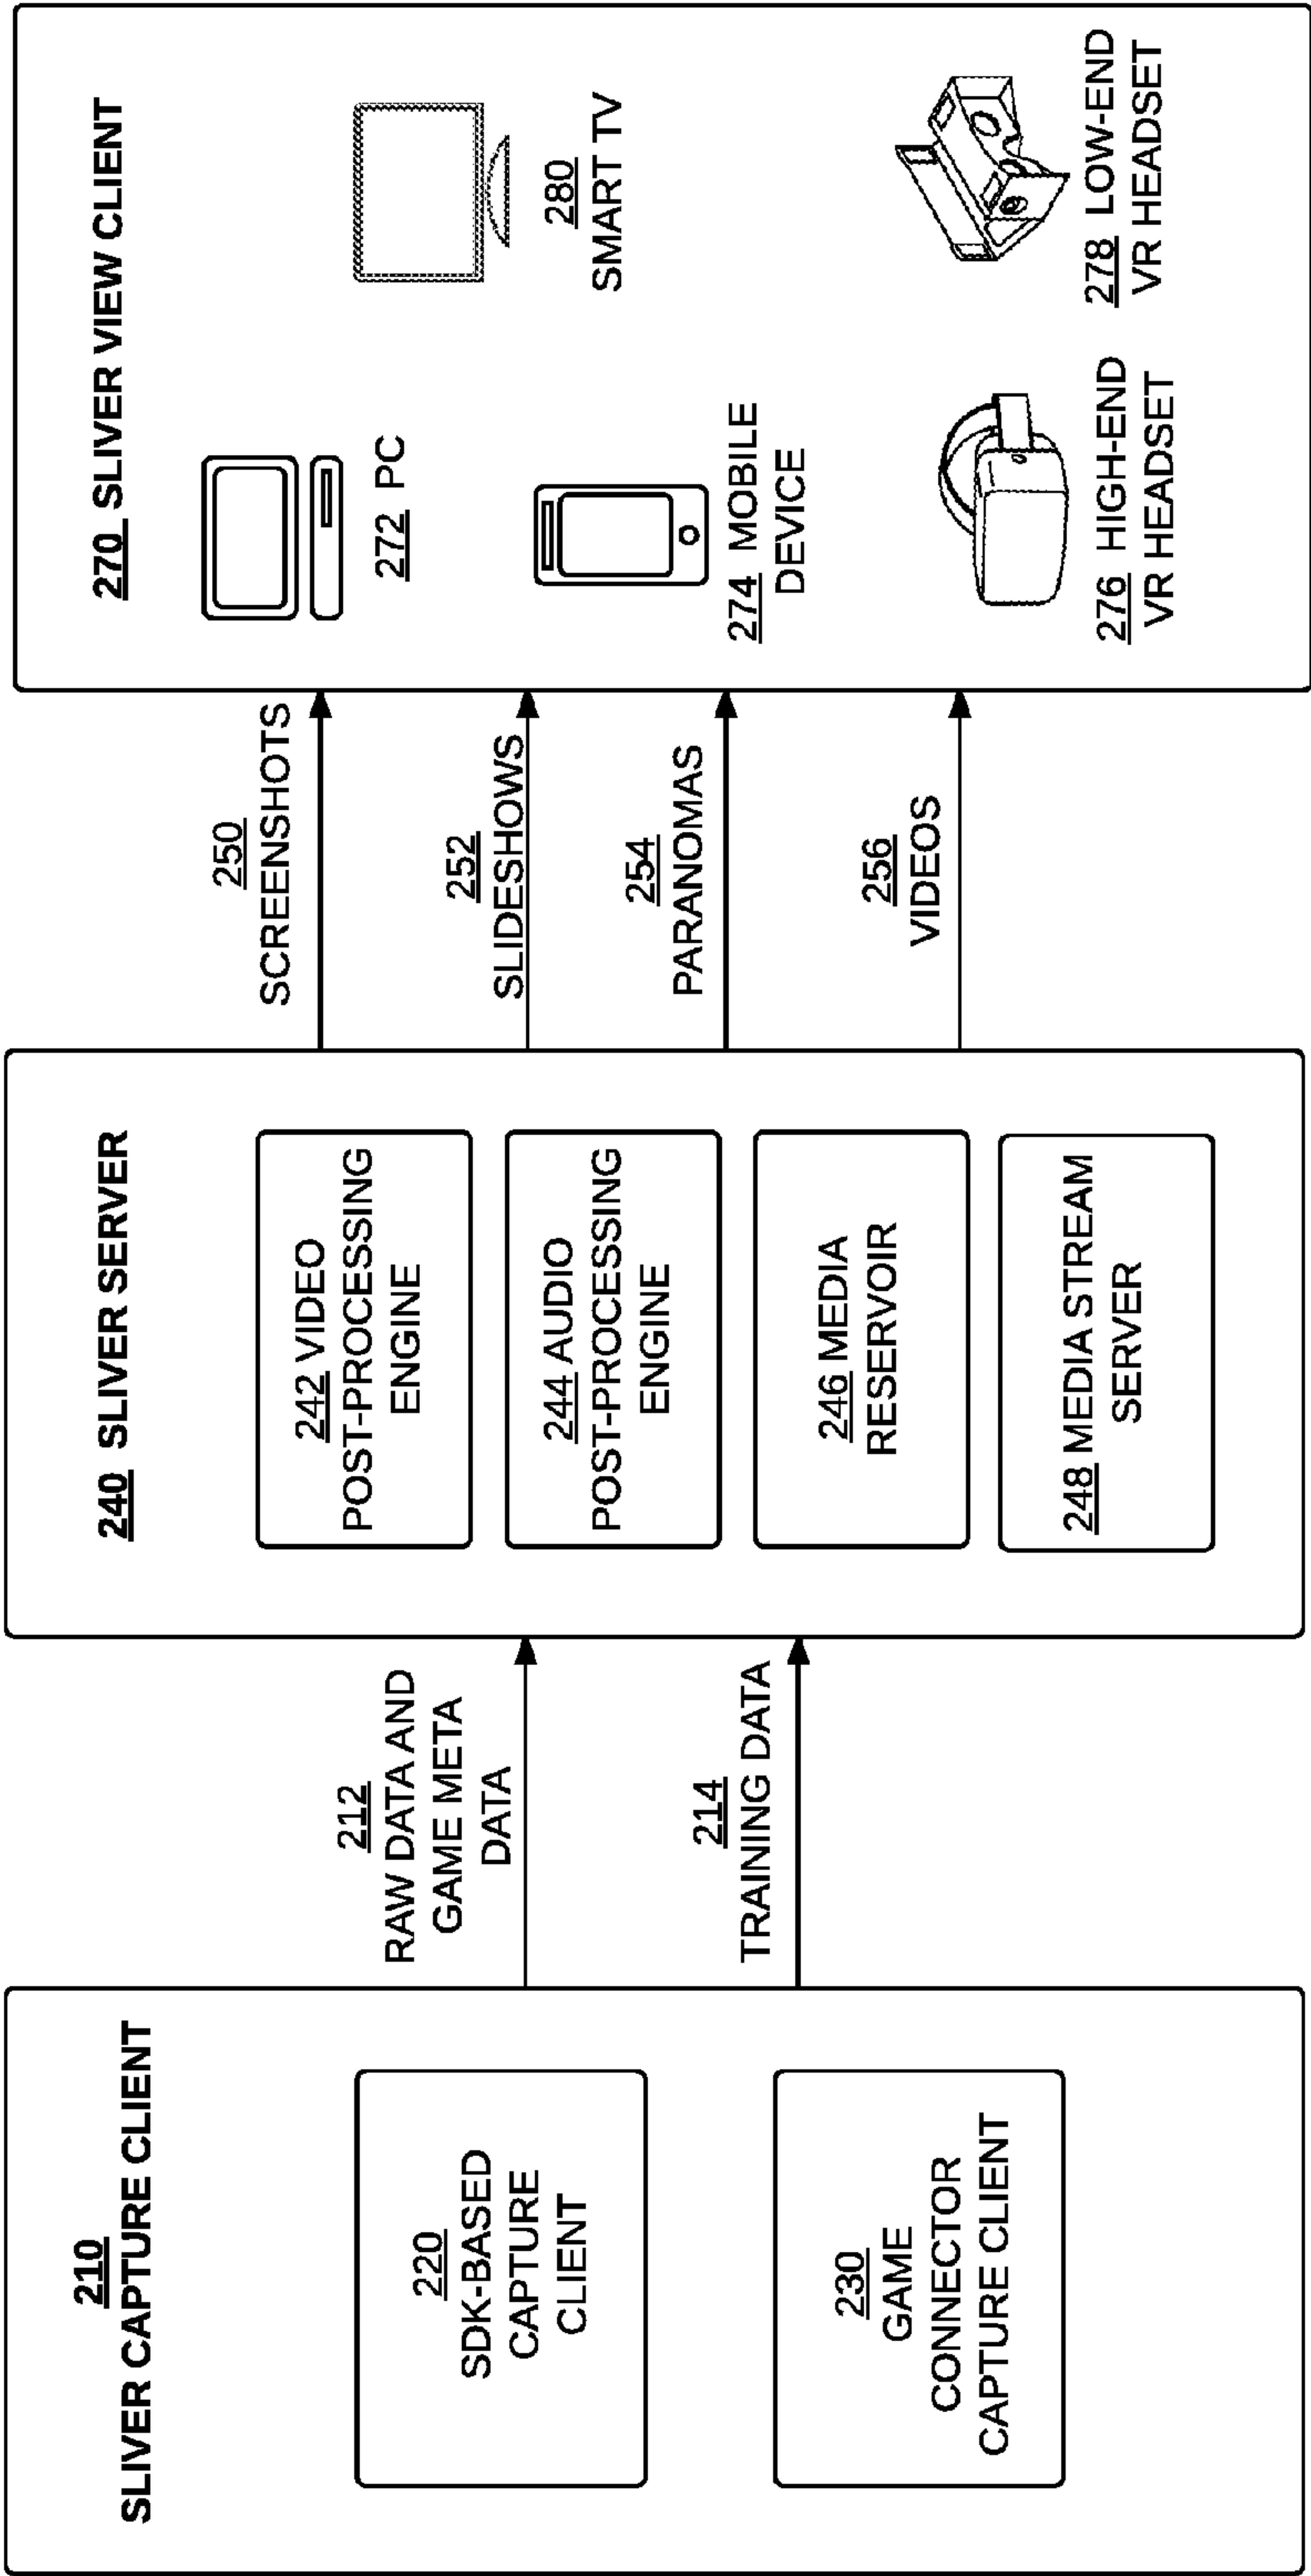 210
SLIVER CAPTURE CLIENT
220
SDK-BASED
CAPTURE
CLIENT
230
GAME
CONNECTOR
CAPTURE CLIENT
212
RAW DATA AND
GAME META
DATA
214
TRAINING DATA
240 SLIVER SERVER
242 VIDEO
POST-PROCESSING
ENGINE
244 AUDIO
POST-PROCESSING
ENGINE
246 MEDIA
RESERVOIR
248 MEDIA STREAM
SERVER
250
SCREENSHOTS
252
SLIDESHOWS
254
PARANOMAS
256
VIDEOS
270 SLIVER VIEW CLIENT
272 PC
280
SMART TV
274 MOBILE
DEVICE
276 HIGH-END
VR HEADSET
278 LOW-END
VR HEADSET